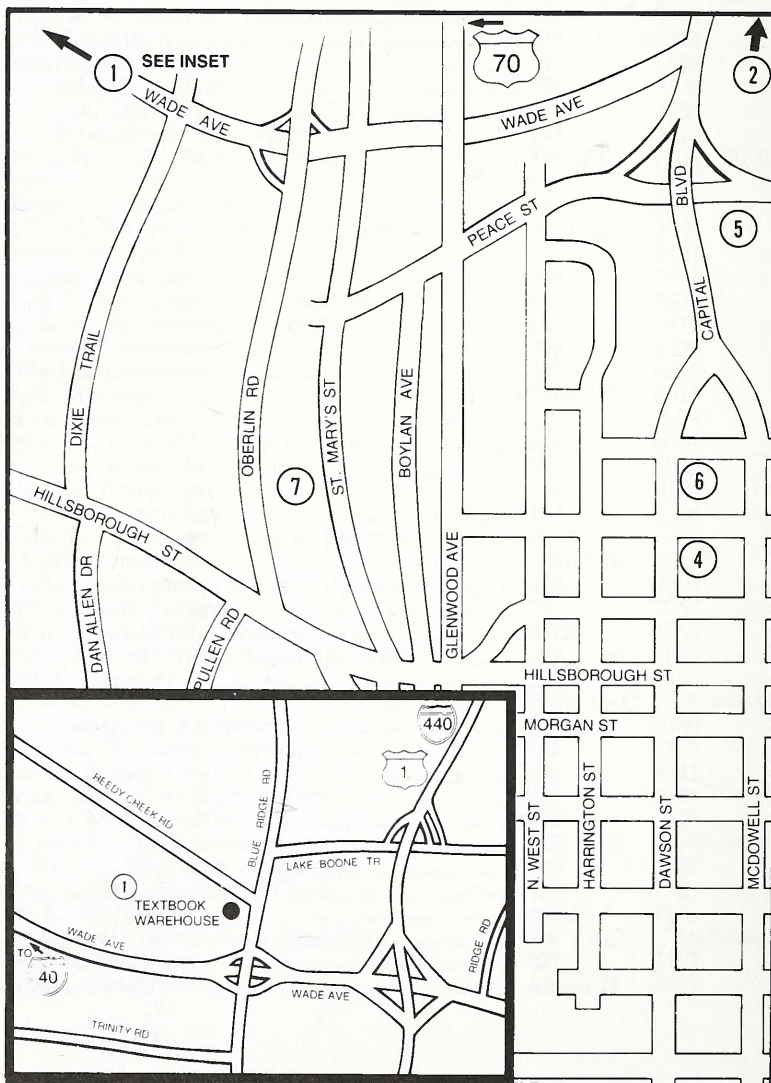 1
SEE INSET
WADE AVE
70
WADE AVE
2
PEACE ST
BLVD
5
CAPITAL
DIXIE TRAIL
OBERLIN RD
ST. MARY'S ST
BOYLAN AVE
7
6
HILLSBOROUGH ST
GLENWOOD AVE
4
DAN ALLEN DR
PULLEN RD
HILLSBOROUGH ST
MORGAN ST
N. WEST ST
HARRINGTON ST
DAWSON ST
MCDOWELL ST
440
1
REEDY CREEK RD
BLUE RIDGE RD
LAKE BOONE TR
1
TEXTBOOK
WAREHOUSE
WADE AVE
TO
40
WADE AVE
RIDGE RD
TRINITY RD